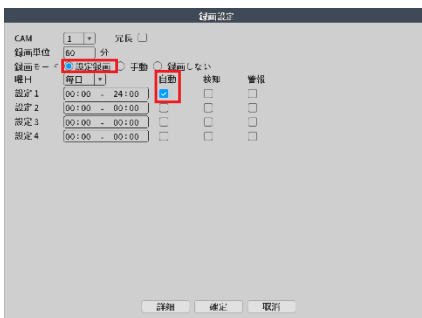 録画設定
CAM 1 冗長
録画単位 60 分
録画モード 設定録画 手動 録画しない
曜日 毎日 自動 検知 警報
設定1 00:00 - 24:00
設定2 00:00 - 00:00
設定3 00:00 - 00:00
設定4 00:00 - 00:00
詳細 確定 取消